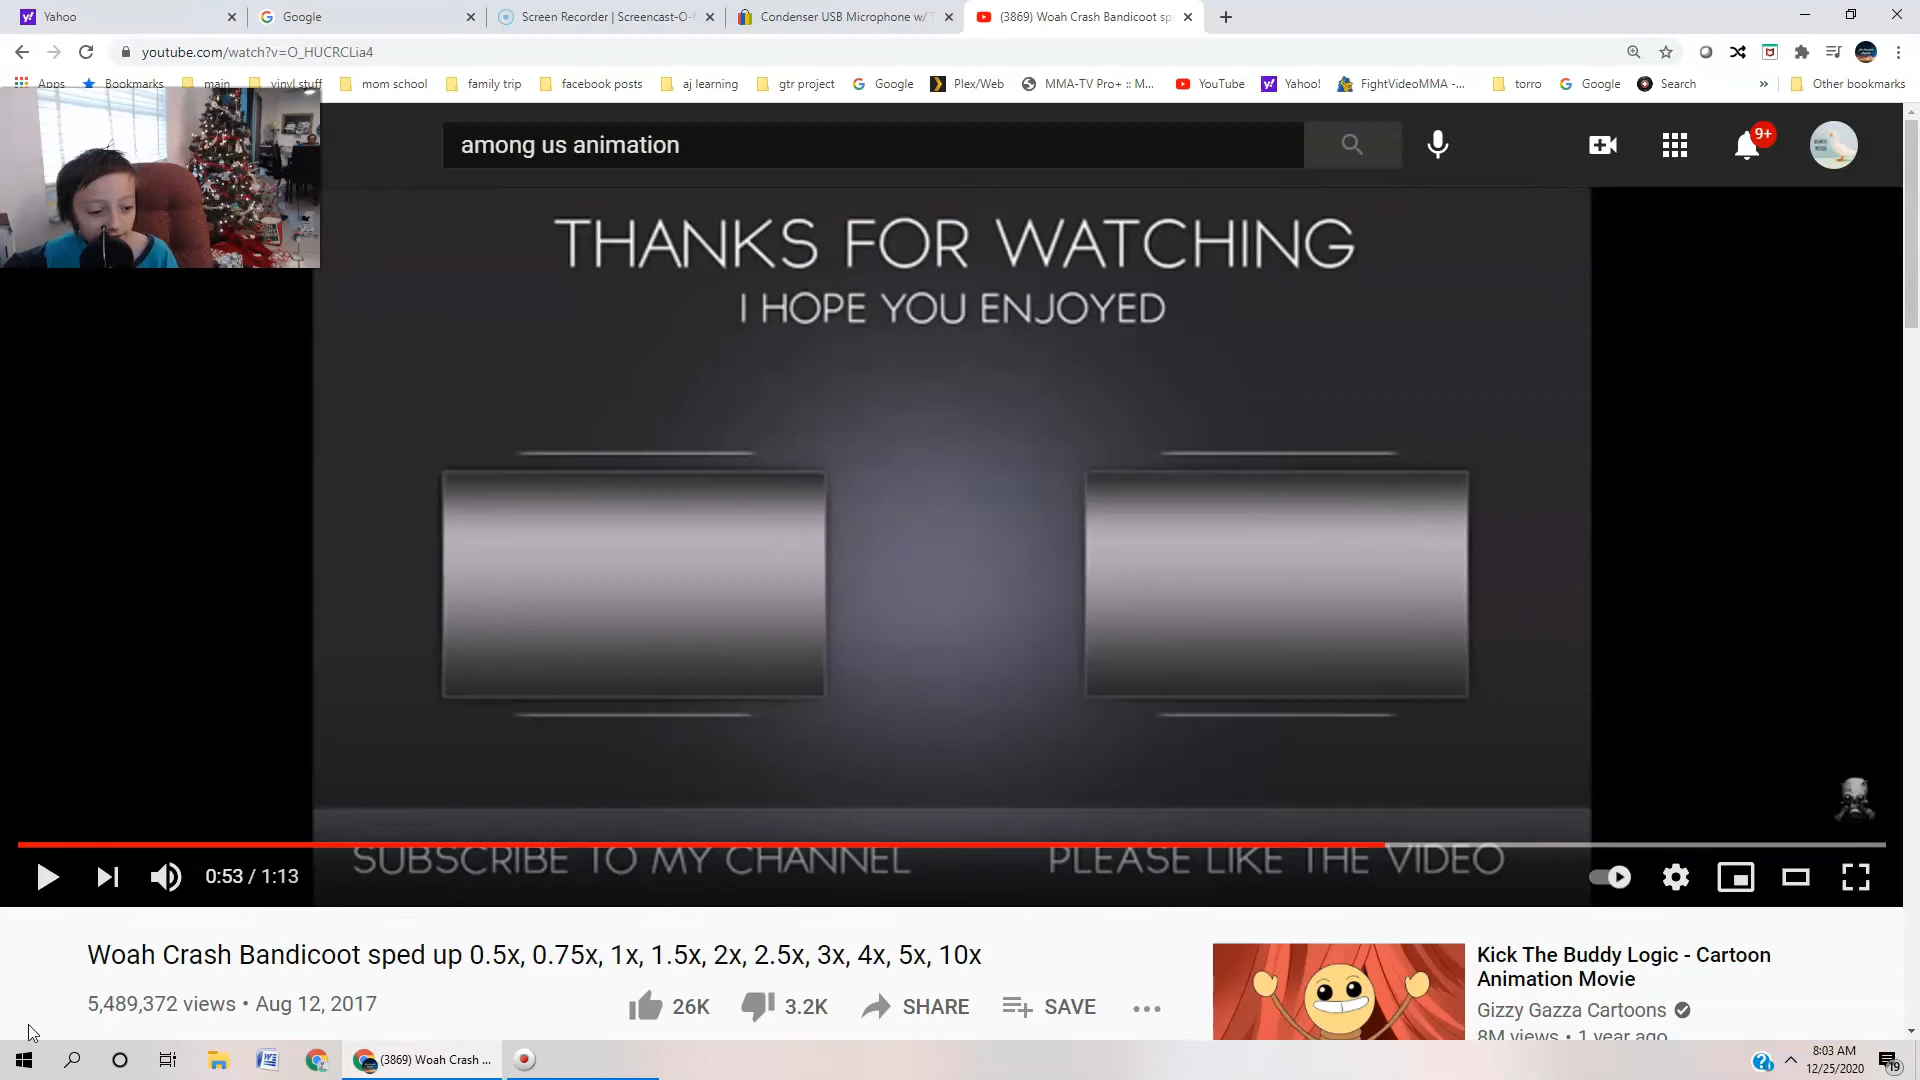 Yahoo
Google
Screen Recorder | Screencast-O-
Condenser USB Microphone w/
(3869) Woah Crash Bandicoot sp
youtube.com/watch?v=O_HUCRCLia4
Apps
Bookmarks
main
vinyl stuff
mom school
family trip
facebook posts
aj learning
gtr project
Google
Plex/Web
MMA-TV Pro+ :: M...
YouTube
Yahoo!
FightVideoMMA -...
torro
Google
Search
»
Other bookmarks
among us animation
9+
THANKS FOR WATCHING
I HOPE YOU ENJOYED
SUBSCRIBE TO MY CHANNEL
PLEASE LIKE THE VIDEO
0:53 / 1:13
Woah Crash Bandicoot sped up 0.5x, 0.75x, 1x, 1.5x, 2x, 2.5x, 3x, 4x, 5x, 10x
5,489,372 views • Aug 12, 2017
26K
3.2K
SHARE
SAVE
Kick The Buddy Logic - Cartoon
Animation Movie
Gizzy Gazza Cartoons
8M views • 1 year ago
(3869) Woah Crash ...
8:03 AM
12/25/2020
19